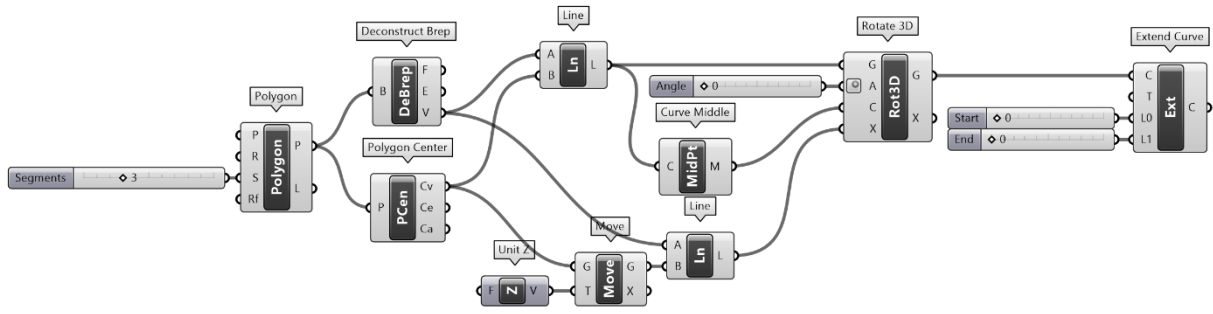 Line
Rotate 3D
Extend Curve
Deconstruct Brep
A
B
Ln
L
G
A
C
X
Rot3D
G
X
C
T
L0
L1
Ext
C
Angle 0
Polygon
B
DeBrep
F
E
V
Curve Middle
Start 0
End 0
P
R
S
Rf
Polygon
P
L
Polygon Center
C
MidPt
M
Segments 3
P
PCen
Cv
Ce
Ca
Line
Move
A
B
Ln
L
Unit Z
G
T
Move
G
X
F
Z
V